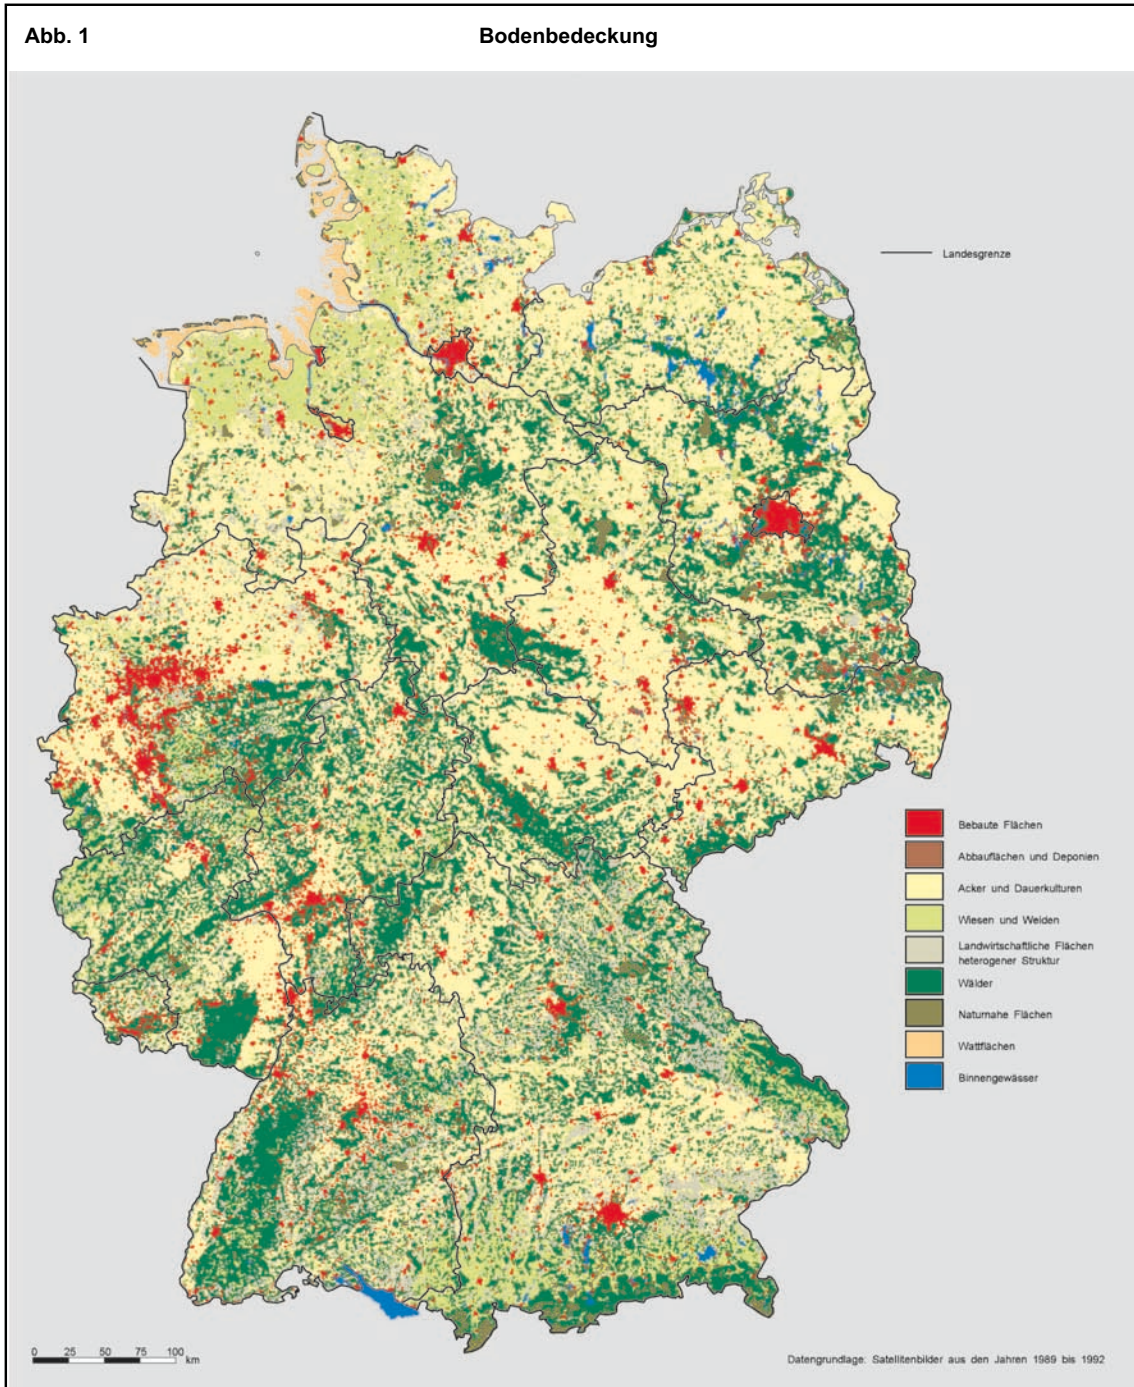 Abb. 1
Bodenbedeckung
Landesgrenze
Bebaute Flächen
Abbauflächen und Deponien
Acker und Dauerkulturen
Wiesen und Weiden
Landwirtschaftliche Flächen
heterogener Struktur
Wälder
Naturnahe Flächen
Wattflächen
Binnengewässer
0 25 50 75 100
km
Datengrundlage: Satellitenbilder aus den Jahren 1989 bis 1992